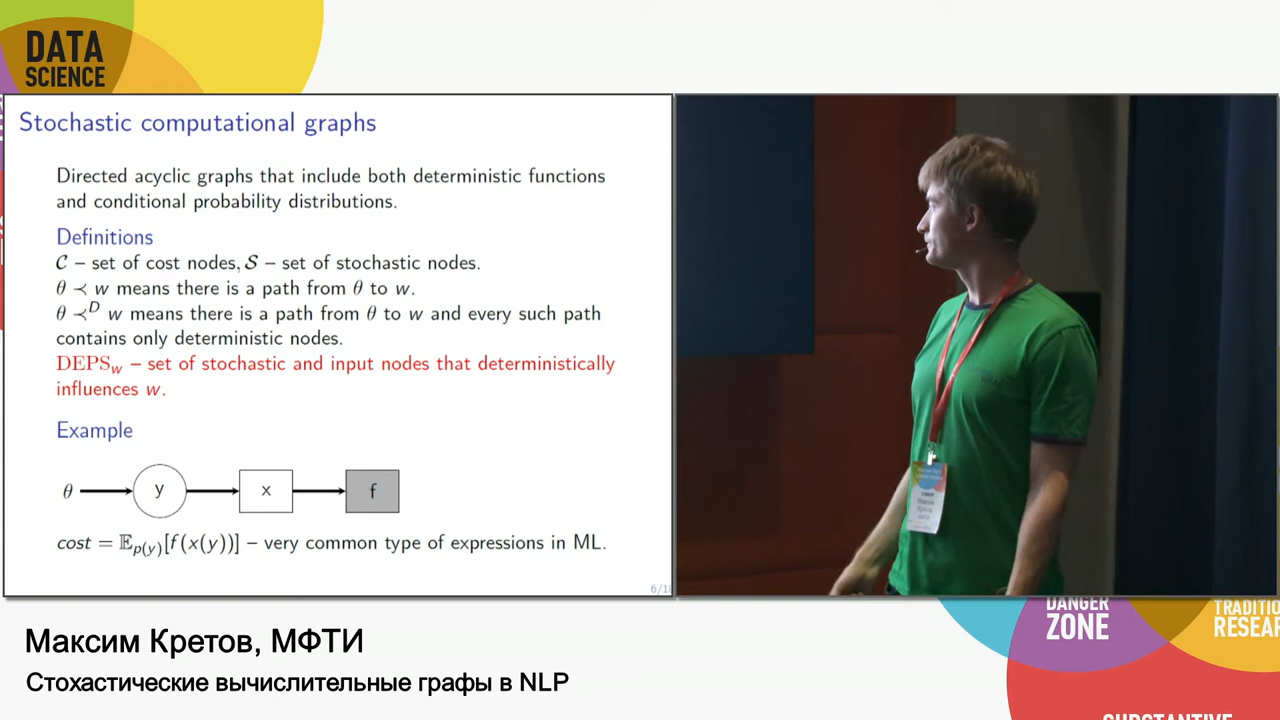 DATA
SCIENCE
Stochastic computational graphs
Directed acyclic graphs that include both deterministic functions
and conditional probability distributions.
Definitions
𝒞 – set of cost nodes, 𝒮 – set of stochastic nodes.
θ ≺ w means there is a path from θ to w.
θ ≺ᴰ w means there is a path from θ to w and every such path
contains only deterministic nodes.
DEPS_w – set of stochastic and input nodes that deterministically
influences w.
Example
θ y x f
cost = 𝔼_p(y)[f(x(y))] – very common type of expressions in ML.
6/18
Максим Кретов, МФТИ
Стохастические вычислительные графы в NLP
DANGER
ZONE
TRADITIO
RESEAR
SUBSTANTIVE